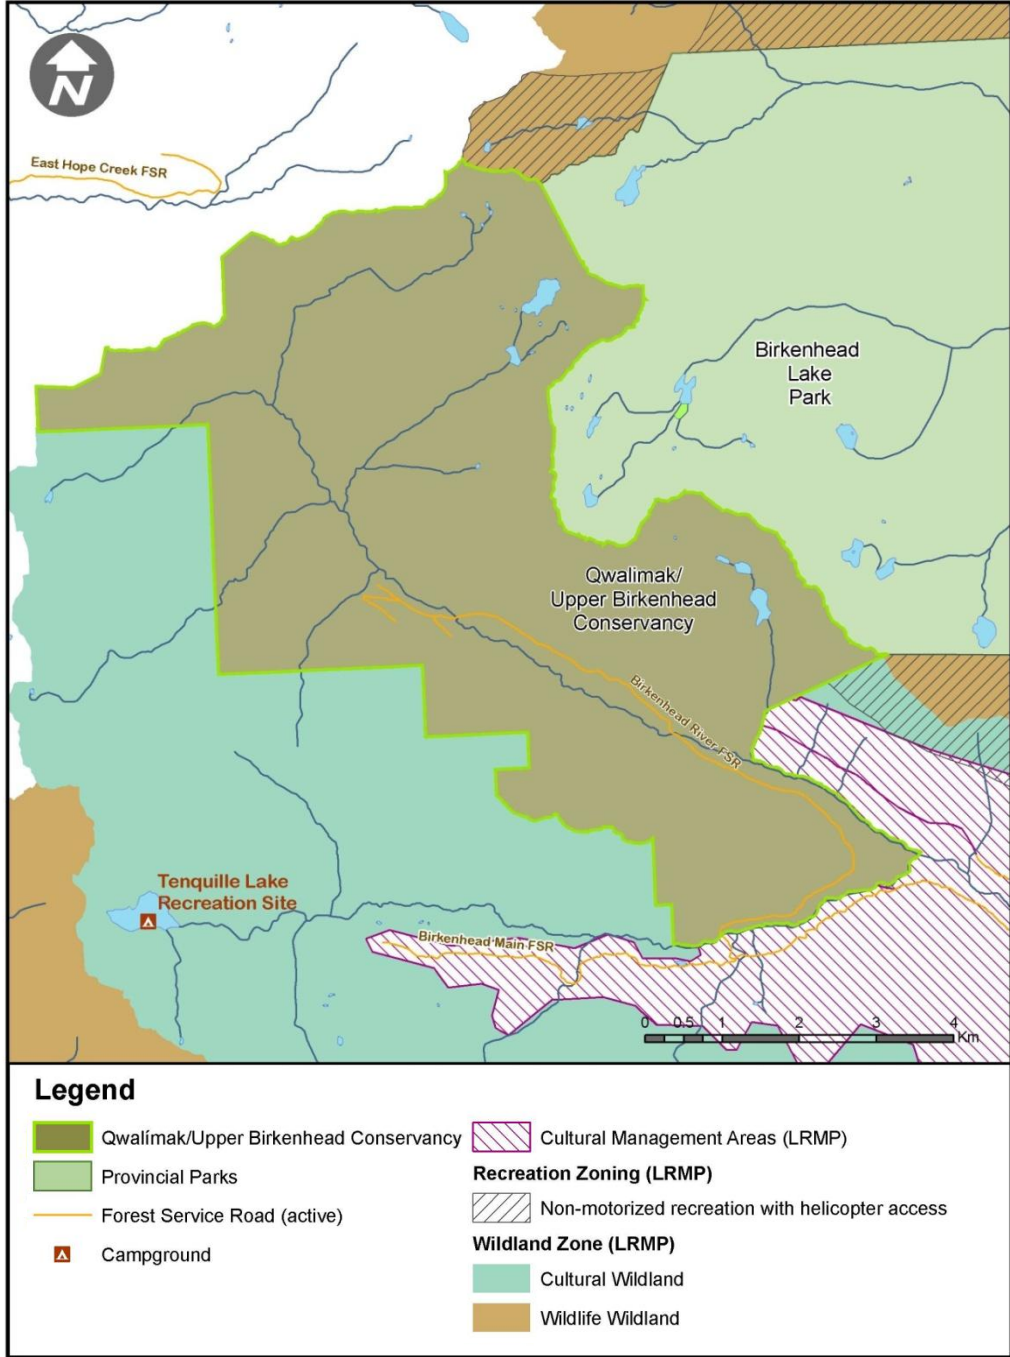 N
East Hope Creek FSR
Birkenhead
Lake
Park
Qwalimak/
Upper Birkenhead
Conservancy
Birkenhead River FSR
Tenquille Lake
Recreation Site
Birkenhead Main FSR
0 0.5 1 2 3 4
Km
Legend
Qwalímak/Upper Birkenhead Conservancy
Provincial Parks
Forest Service Road (active)
Campground
Cultural Management Areas (LRMP)
Recreation Zoning (LRMP)
Non-motorized recreation with helicopter access
Wildland Zone (LRMP)
Cultural Wildland
Wildlife Wildland